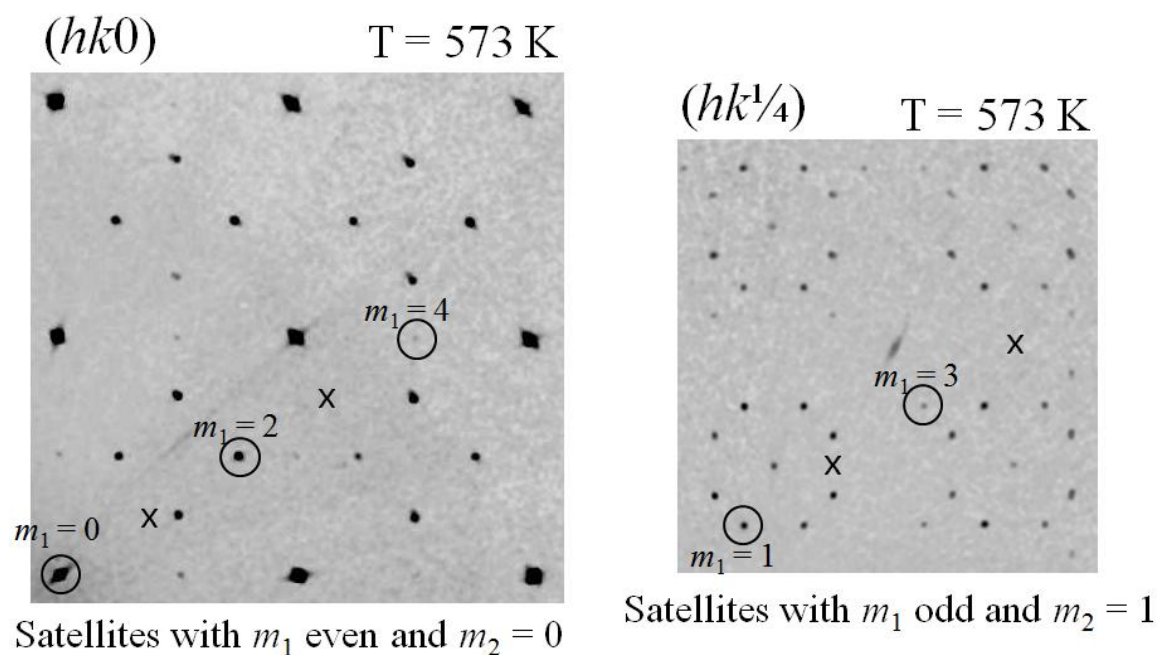 (hk0) T = 573 K
m₁ = 4
m₁ = 2
x
x
m₁ = 0
Satellites with m₁ even and m₂ = 0
(hk¼) T = 573 K
x
m₁ = 3
x
m₁ = 1
Satellites with m₁ odd and m₂ = 1